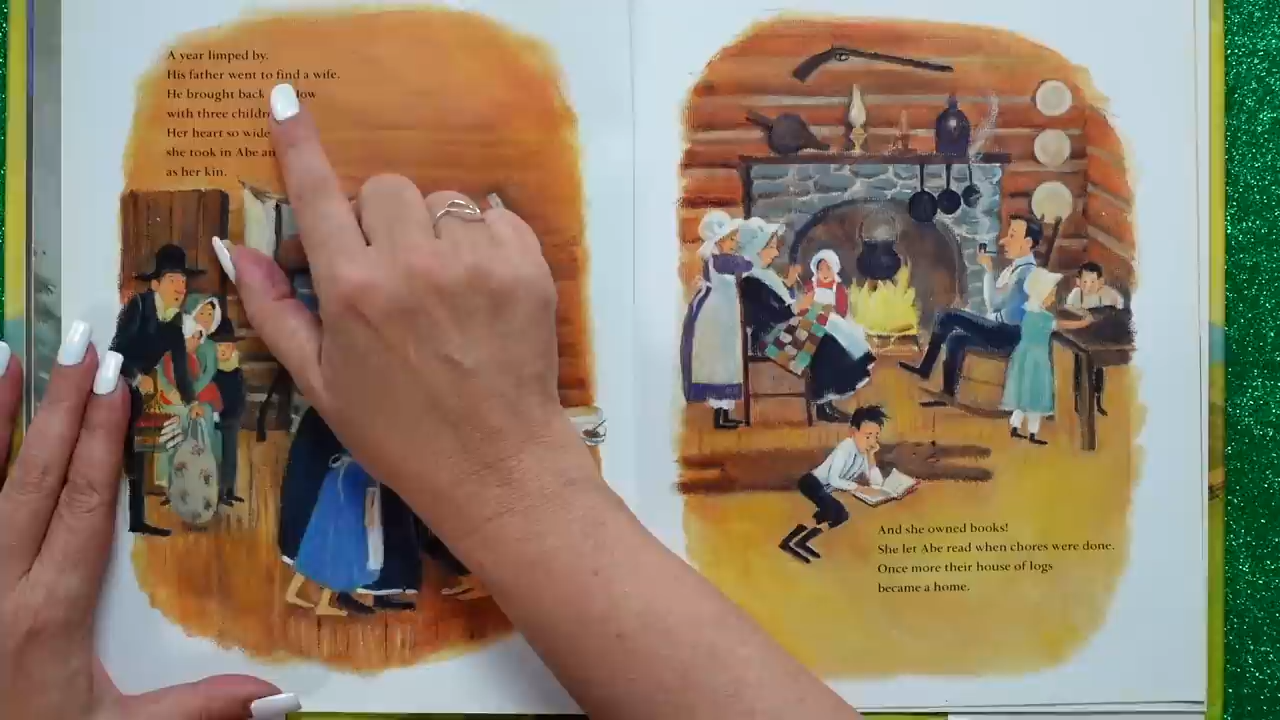 A year limped by.
His father went to find a wife.
He brought back
with three
Her heart so wide
she took in Abe
as her kin.
And she owned books!
She let Abe read when chores were done.
Once more their house of logs
became a home.